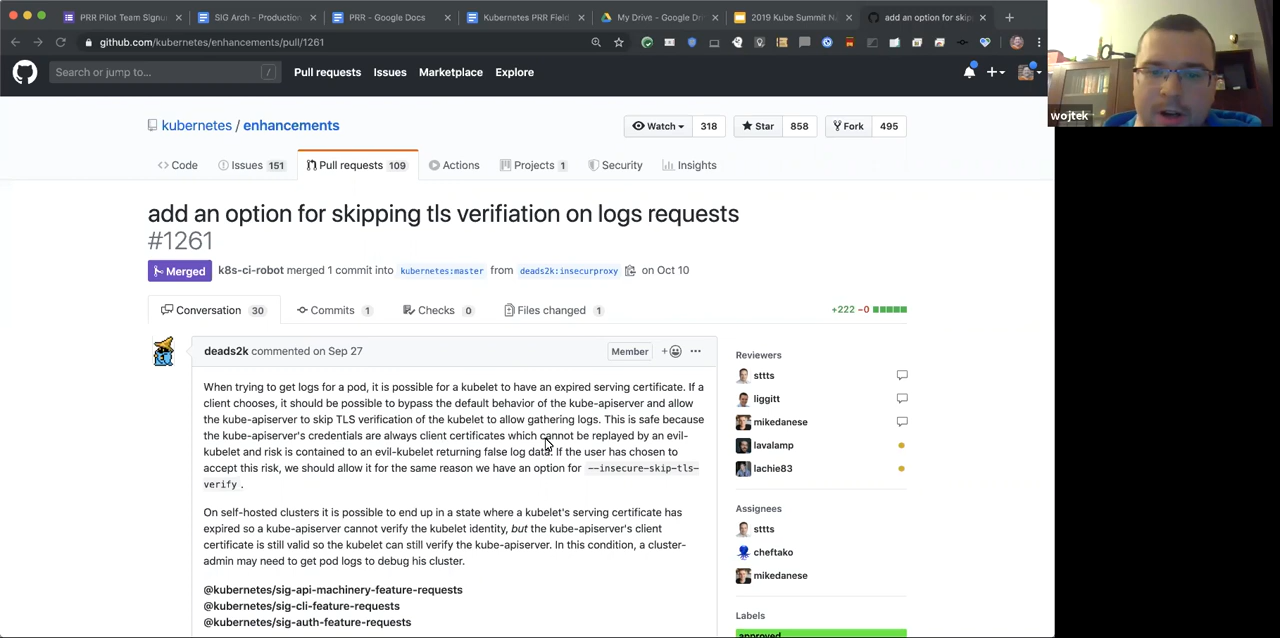 PRR Pilot Team Signu
SIG Arch - Production
PRR - Google Docs
Kubernetes PRR Field
My Drive - Google Dr
2019 Kube Summit N
add an option for skip
github.com/kubernetes/enhancements/pull/1261
Search or jump to...
/
Pull requests
Issues
Marketplace
Explore
wojtek
kubernetes / enhancements
Watch 318
Star 858
Fork 495
Code
Issues 151
Pull requests 109
Actions
Projects 1
Security
Insights
add an option for skipping tls verifiation on logs requests
#1261
Merged k8s-ci-robot merged 1 commit into kubernetes:master from deads2k:insecurproxy on Oct 10
Conversation 30
Commits 1
Checks 0
Files changed 1
+222 −0
deads2k commented on Sep 27
Member
When trying to get logs for a pod, it is possible for a kubelet to have an expired serving certificate. If a
client chooses, it should be possible to bypass the default behavior of the kube-apiserver and allow
the kube-apiserver to skip TLS verification of the kubelet to allow gathering logs. This is safe because
the kube-apiserver's credentials are always client certificates which cannot be replayed by an evil-
kubelet and risk is contained to an evil-kubelet returning false log data. If the user has chosen to
accept this risk, we should allow it for the same reason we have an option for --insecure-skip-tls-
verify .
On self-hosted clusters it is possible to end up in a state where a kubelet's serving certificate has
expired so a kube-apiserver cannot verify the kubelet identity, but the kube-apiserver's client
certificate is still valid so the kubelet can still verify the kube-apiserver. In this condition, a cluster-
admin may need to get pod logs to debug his cluster.
@kubernetes/sig-api-machinery-feature-requests
@kubernetes/sig-cli-feature-requests
@kubernetes/sig-auth-feature-requests
Reviewers
sttts
liggitt
mikedanese
lavalamp
lachie83
Assignees
sttts
cheftako
mikedanese
Labels
approved